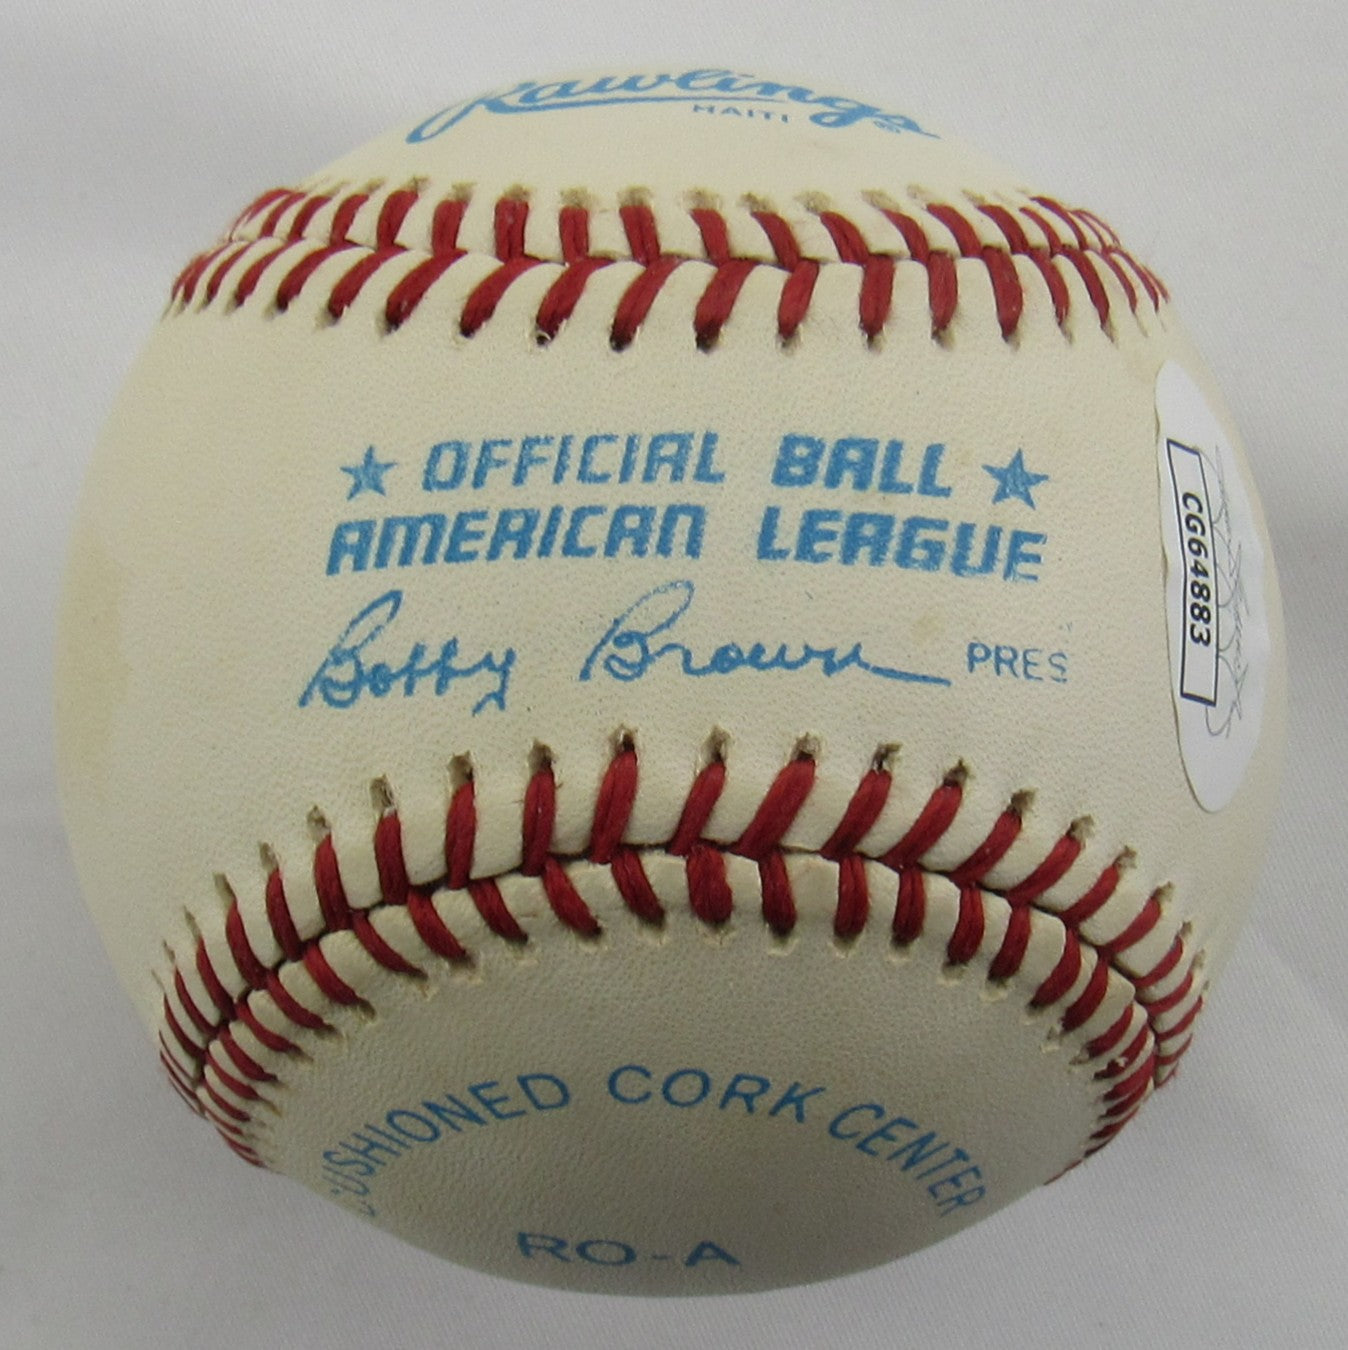 Rawlings
HAITI ®
★ OFFICIAL BALL ★
AMERICAN LEAGUE
Bobby Brown PRES
CG64883
CUSHIONED CORK CENTER
RO-A